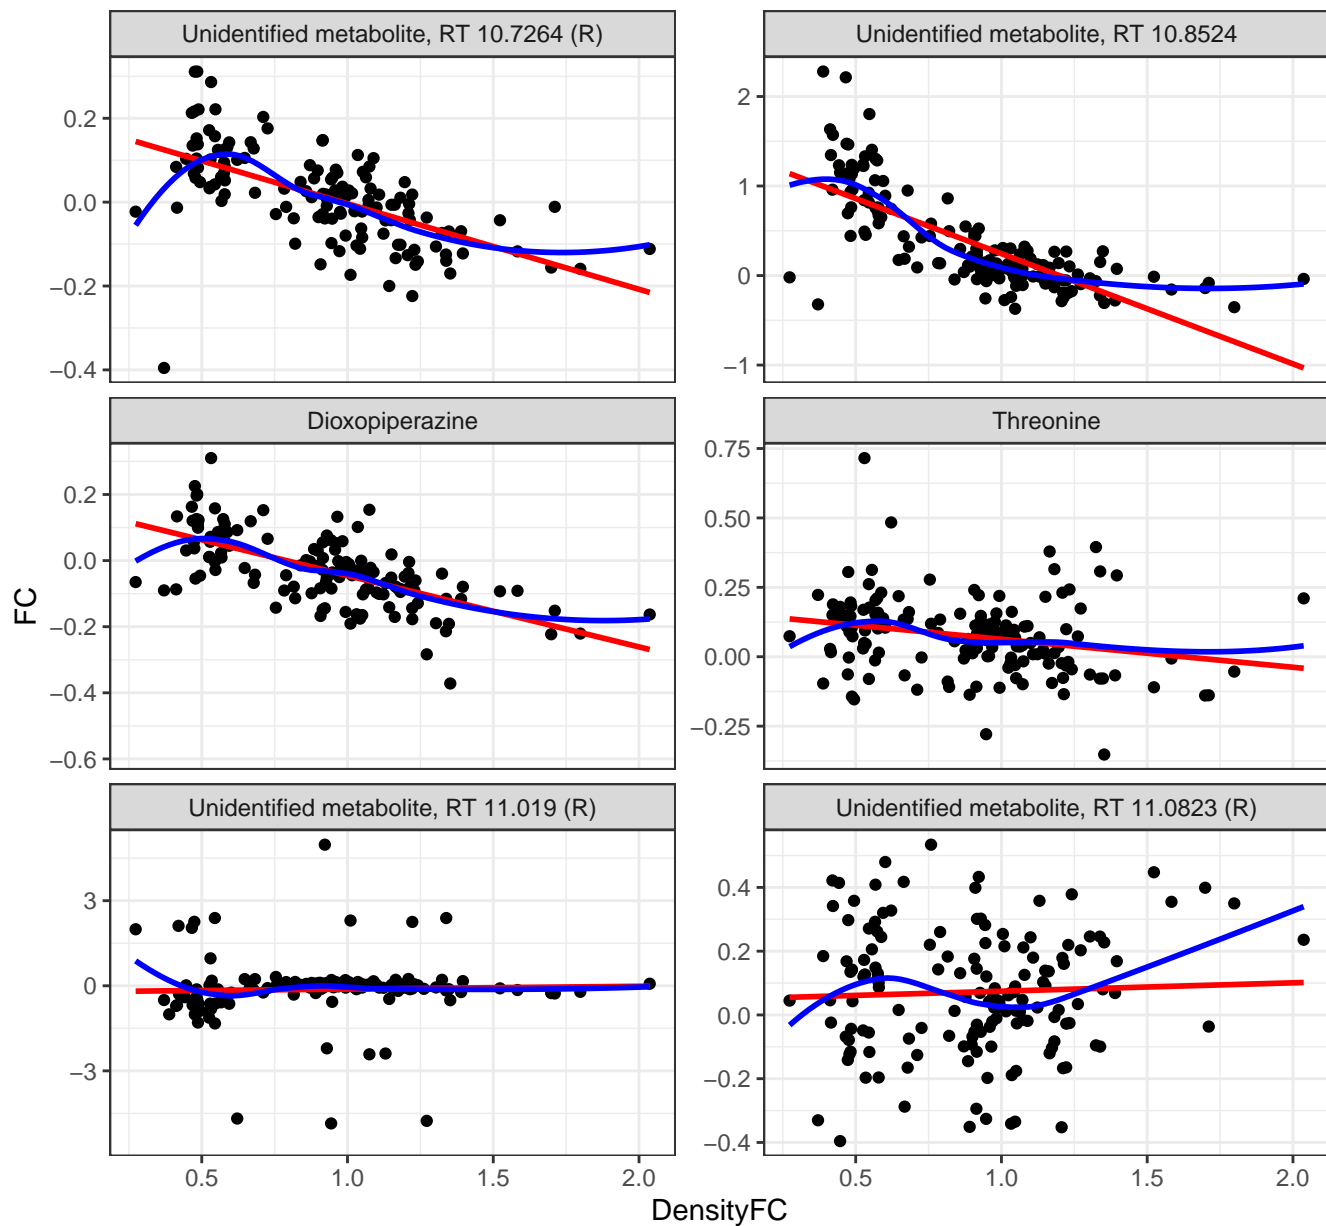 Unidentified metabolite, RT 10.7264 (R)
Unidentified metabolite, RT 10.8524
0.2
0.0
−0.2
−0.4
2
1
0
−1
Dioxopiperazine
Threonine
0.2
0.0
−0.2
−0.4
−0.6
0.75
0.50
0.25
0.00
−0.25
FC
Unidentified metabolite, RT 11.019 (R)
Unidentified metabolite, RT 11.0823 (R)
3
0
−3
0.4
0.2
0.0
−0.2
−0.4
0.5 1.0 1.5 2.0
0.5 1.0 1.5 2.0
DensityFC